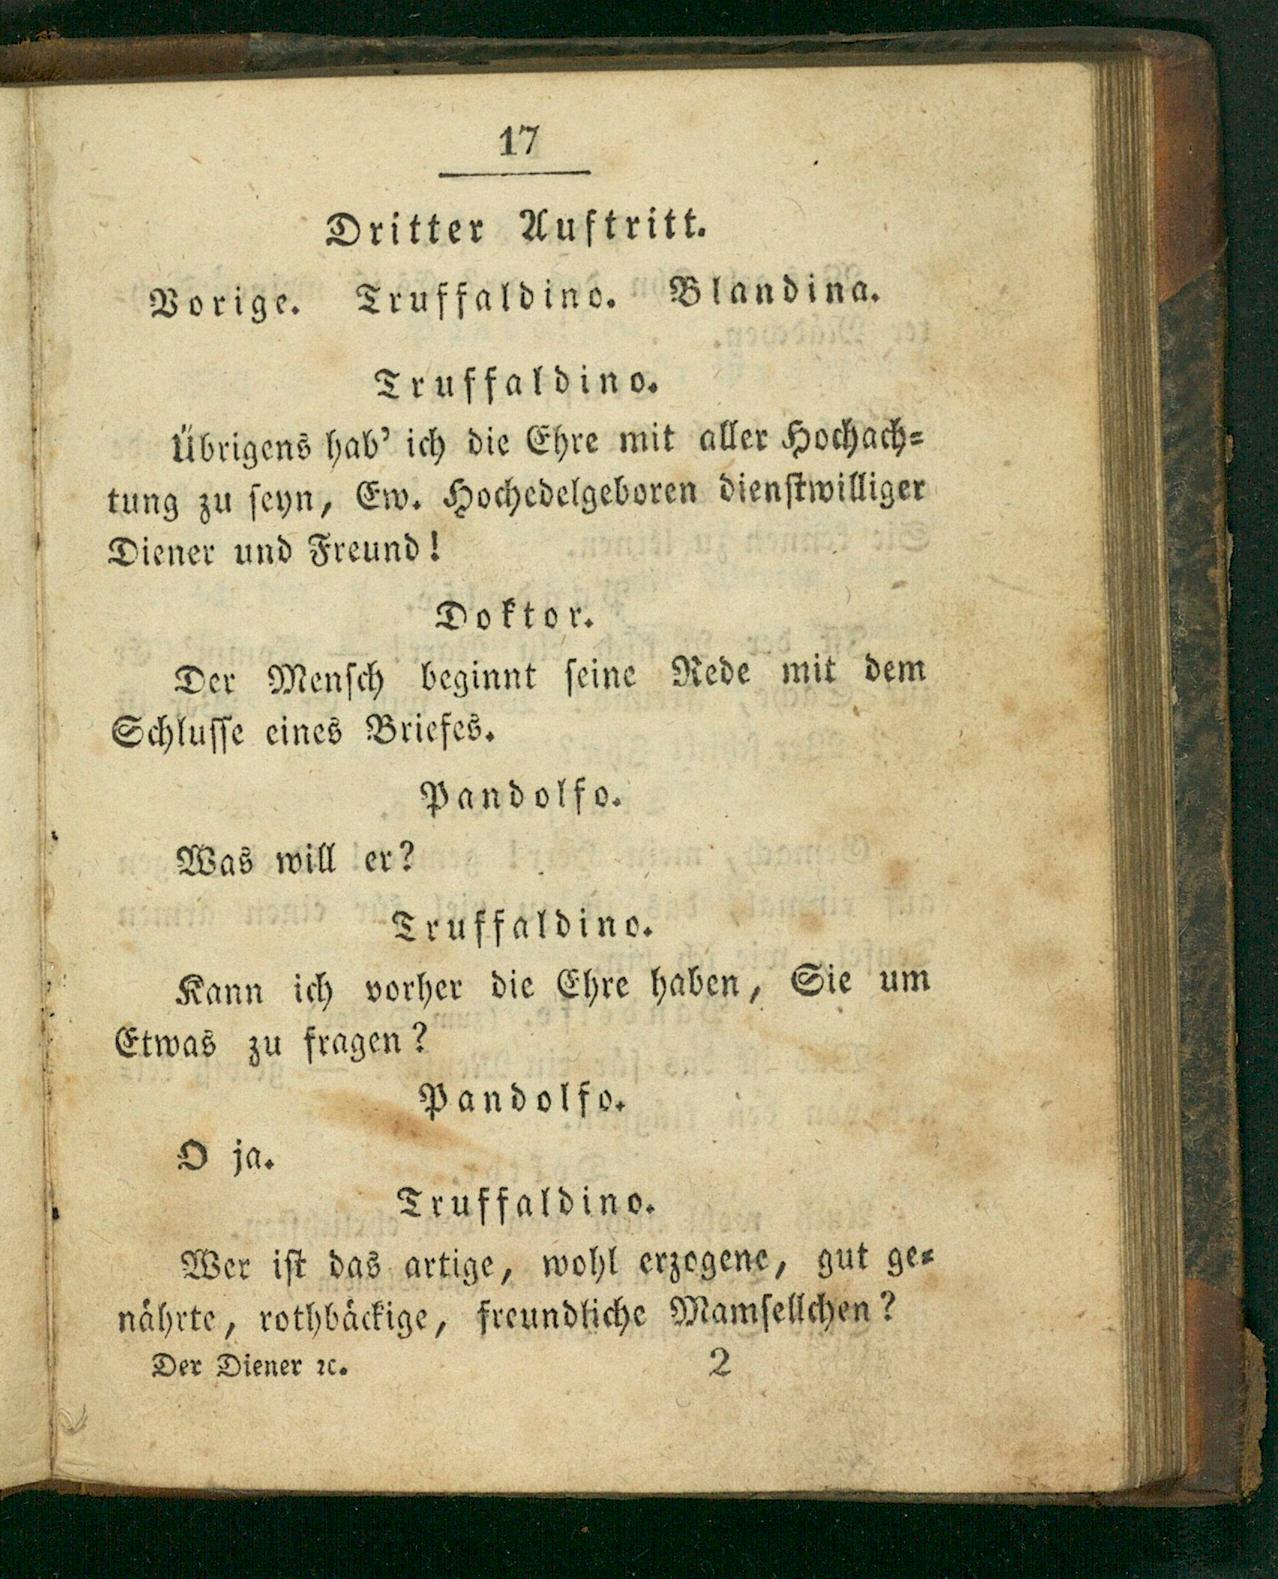 17
Dritter Auftritt.
Vorige. Truffaldino. Blandina.
Truffaldino.
Übrigens hab' ich die Ehre mit aller Hochach=
tung zu seyn, Ew. Hochedelgeboren dienstwilliger
Diener und Freund!
Doktor.
Der Mensch beginnt seine Rede mit dem
Schlusse eines Briefes.
Pandolfo.
Was will er?
Truffaldino.
Kann ich vorher die Ehre haben, Sie um
Etwas zu fragen?
Pandolfo.
O ja.
Truffaldino.
Wer ist das artige, wohl erzogene, gut ge=
nährte, rothbäckige, freundliche Mamsellchen?
Der Diener ꝛc. 2